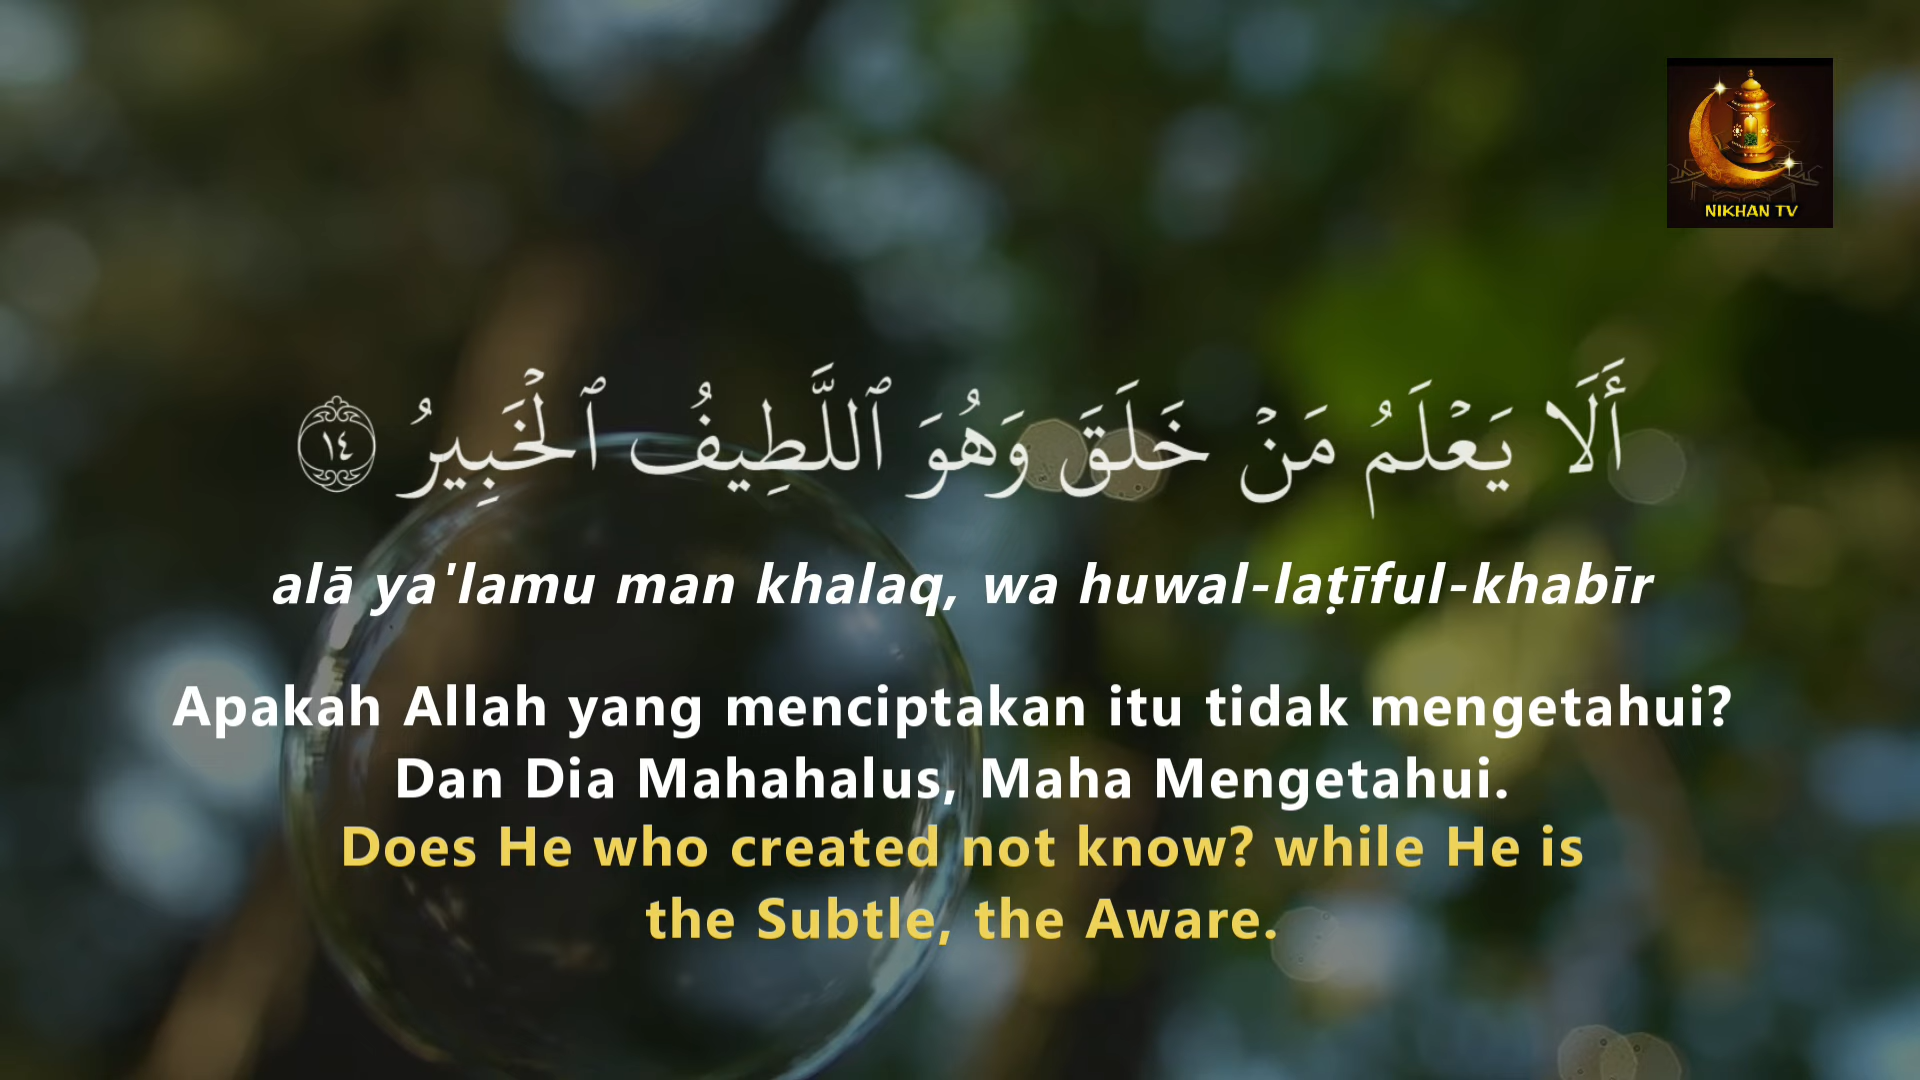 NIKHAN TV
أَلَا يَعۡلَمُ مَنۡ خَلَقَ وَهُوَ ٱللَّطِيفُ ٱلۡخَبِيرُ ١٤
alā ya'lamu man khalaq, wa huwal-laṭīful-khabīr
Apakah Allah yang menciptakan itu tidak mengetahui?
Dan Dia Mahahalus, Maha Mengetahui.
Does He who created not know? while He is
the Subtle, the Aware.